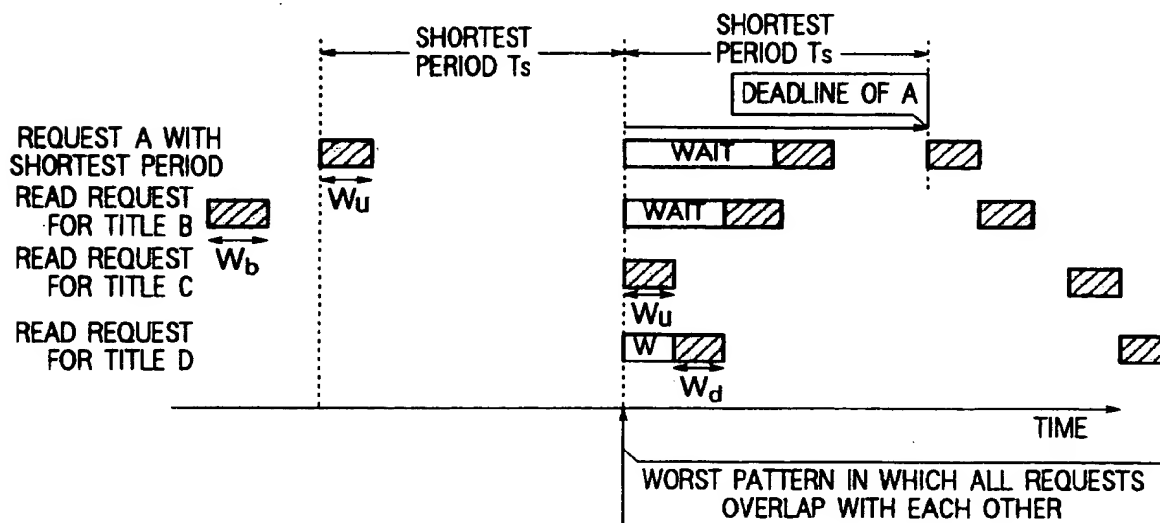 SHORTEST
PERIOD Ts
SHORTEST
PERIOD Ts
DEADLINE OF A
REQUEST A WITH
SHORTEST PERIOD
WAIT
Wu
READ REQUEST
FOR TITLE B
WAIT
Wb
READ REQUEST
FOR TITLE C
Wu
READ REQUEST
FOR TITLE D
W
Wd
TIME
WORST PATTERN IN WHICH ALL REQUESTS
OVERLAP WITH EACH OTHER